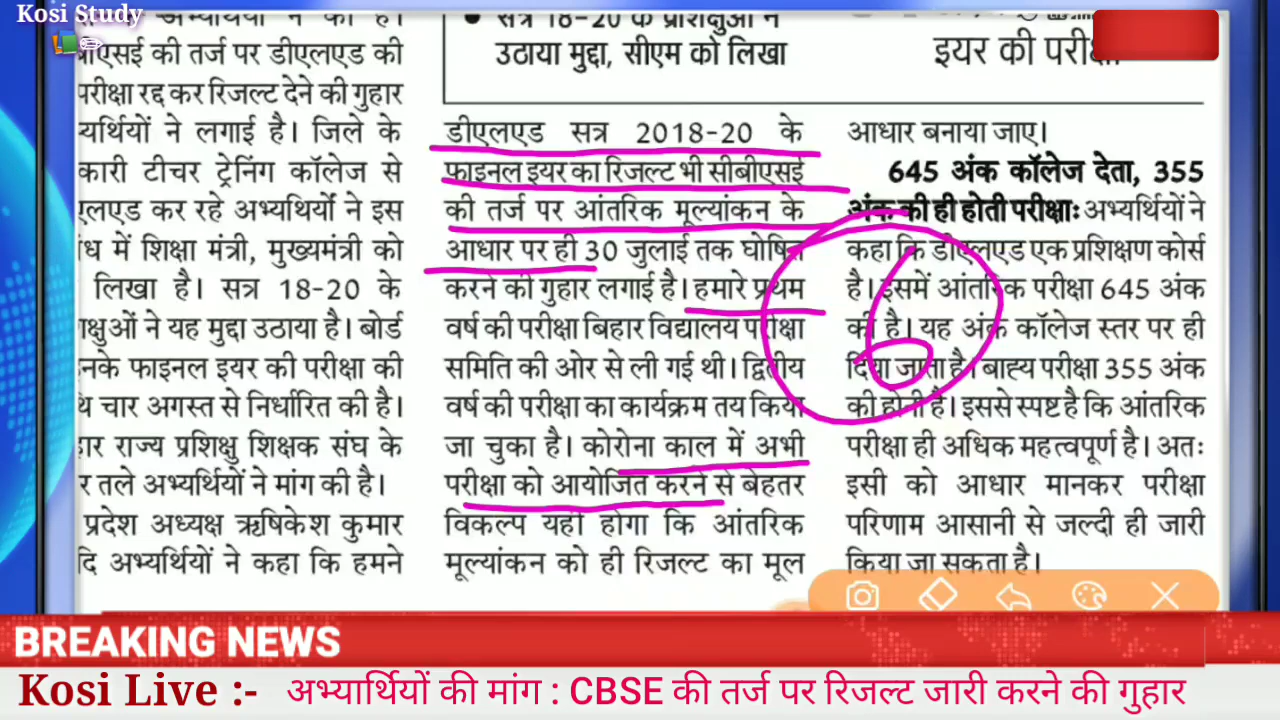 Kosi Study
अभ्यर्थियों ने की है।
की तर्ज पर डीएलएड की
परीक्षा रद्द कर रिजल्ट देने की गुहार
ने लगाई है। जिले के
टीचर ट्रेनिंग कॉलेज से
कर रहे अभ्यर्थियों ने इस
में शिक्षा मंत्री, मुख्यमंत्री को
लिखा है। सत्र 18-20 के
ने यह मुद्दा उठाया है। बोर्ड
फाइनल इयर की परीक्षा की
चार अगस्त से निर्धारित की है।
राज्य प्रशिक्षु शिक्षक संघ के
तले अभ्यर्थियों ने मांग की है।
प्रदेश अध्यक्ष ऋषिकेश कुमार
अभ्यर्थियों ने कहा कि हमने
● सत्र 18-20 के प्रशिक्षुओं ने
उठाया मुद्दा, सीएम को लिखा
डीएलएड सत्र 2018-20 के
फाइनल इयर का रिजल्ट भी सीबीएसई
की तर्ज पर आंतरिक मूल्यांकन के
आधार पर ही 30 जुलाई तक घोषित
करने की गुहार लगाई है। हमारे प्रथम
वर्ष की परीक्षा बिहार विद्यालय परीक्षा
समिति की ओर से ली गई थी। द्वितीय
वर्ष की परीक्षा का कार्यक्रम तय किया
जा चुका है। कोरोना काल में अभी
परीक्षा को आयोजित करने से बेहतर
विकल्प यही होगा कि आंतरिक
मूल्यांकन को ही रिजल्ट का मूल
इयर की परीक्षा
आधार बनाया जाए।
645 अंक कॉलेज देता, 355
अंक की ही होती परीक्षाः अभ्यर्थियों ने
कहा कि डीएलएड एक प्रशिक्षण कोर्स
है। इसमें आंतरिक परीक्षा 645 अंक
की है। यह अंक कॉलेज स्तर पर ही
दिया जाता है। बाह्य परीक्षा 355 अंक
की होती है। इससे स्पष्ट है कि आंतरिक
परीक्षा ही अधिक महत्वपूर्ण है। अतः
इसी को आधार मानकर परीक्षा
परिणाम आसानी से जल्दी ही जारी
किया जा सकता है।
6
BREAKING NEWS
Kosi Live :- अभ्यार्थियों की मांग : CBSE की तर्ज पर रिजल्ट जारी करने की गुहार